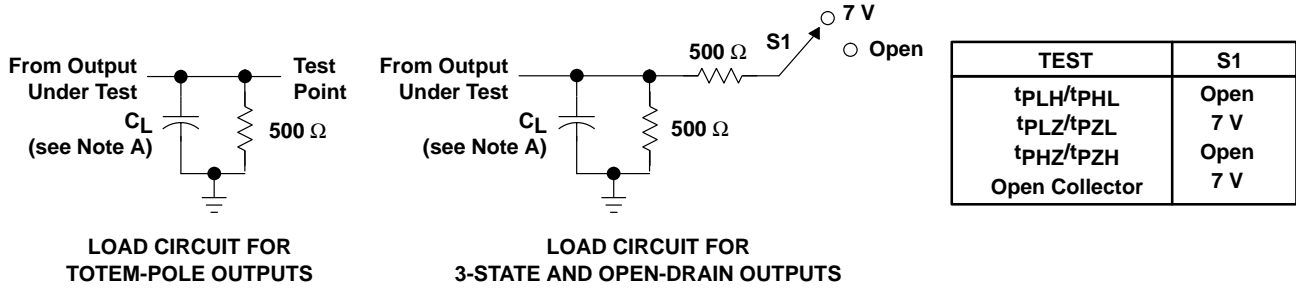 From Output
Under Test
Test
Point
CL
(see Note A)
500 Ω
LOAD CIRCUIT FOR
TOTEM-POLE OUTPUTS
7 V
S1
Open
500 Ω
From Output
Under Test
CL
(see Note A)
500 Ω
LOAD CIRCUIT FOR
3-STATE AND OPEN-DRAIN OUTPUTS
TEST S1
tPLH/tPHL Open
tPLZ/tPZL 7 V
tPHZ/tPZH Open
Open Collector 7 V